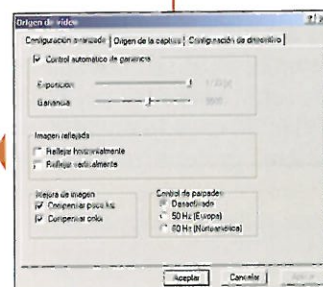 Origen de vídeo
Configuración avanzada Origen de la captura Configuración de dispositivo
Control automático de ganancia
Exposición:
Ganancia:
Imagen reflejada
Reflejar horizontalmente
Reflejar verticalmente
Mejora de imagen
Compensar poca luz
Compensar color
Control de parpadeo
Desactivado
50 Hz (Europa)
60 Hz (Norteamérica)
Aceptar Cancelar